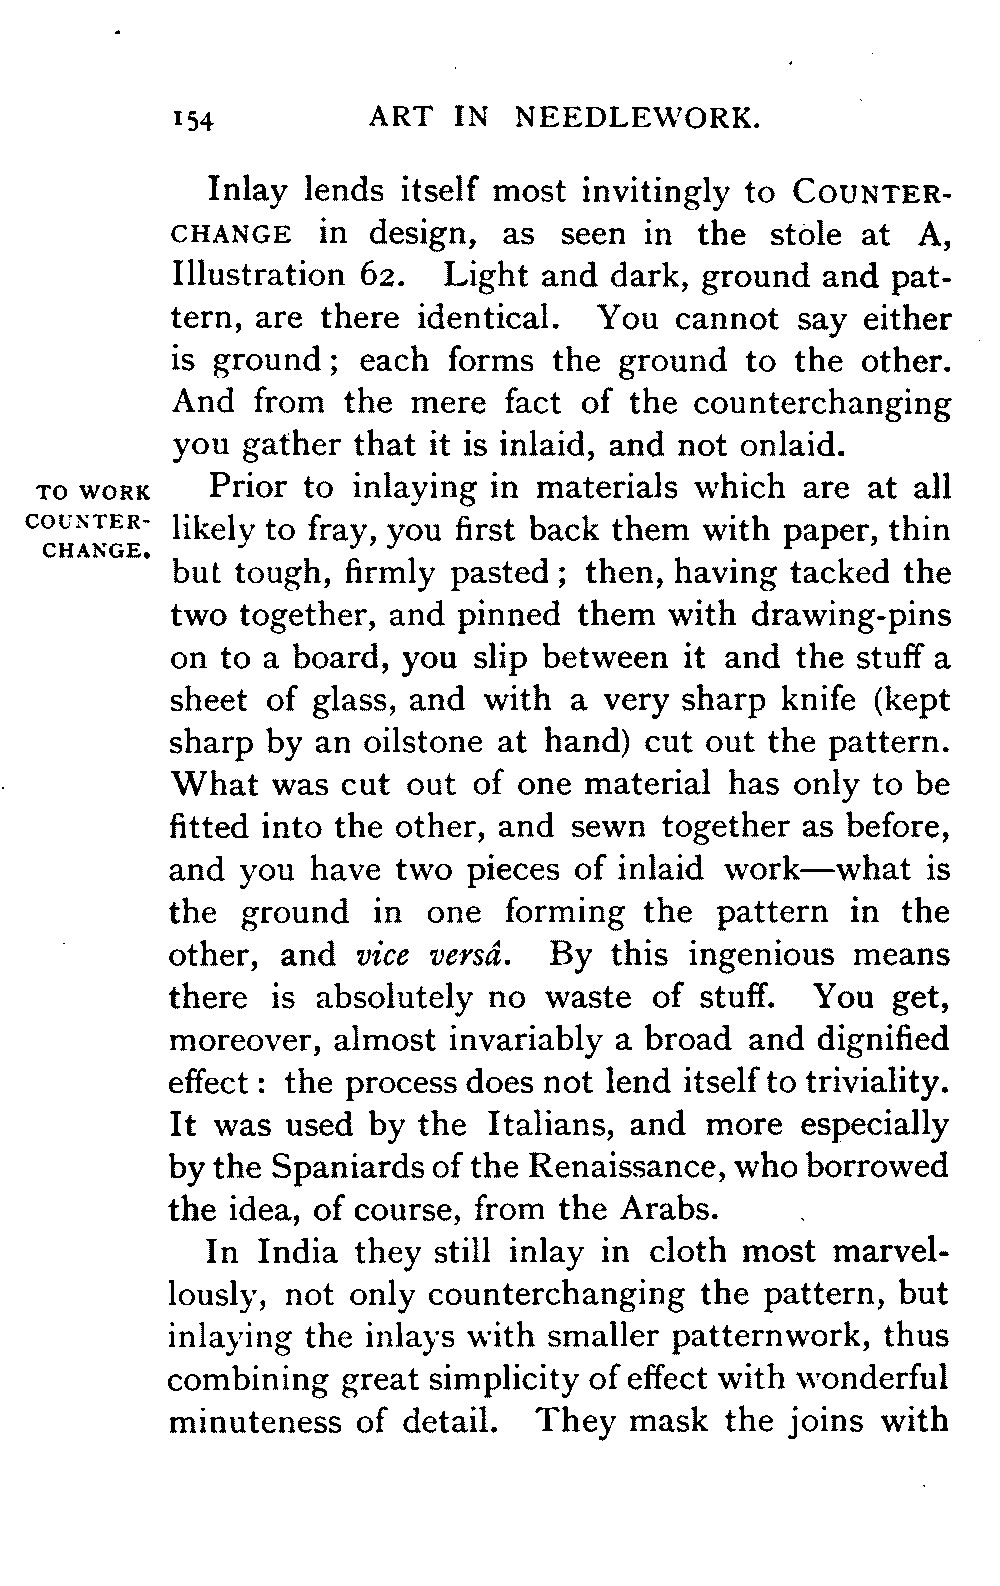 154 ART IN NEEDLEWORK.
Inlay lends itself most invitingly to COUNTER-
CHANGE in design, as seen in the stole at A,
Illustration 62. Light and dark, ground and pat-
tern, are there identical. You cannot say either
is ground; each forms the ground to the other.
And from the mere fact of the counterchanging
you gather that it is inlaid, and not onlaid.
TO WORK
COUNTER-
CHANGE.
Prior to inlaying in materials which are at all
likely to fray, you first back them with paper, thin
but tough, firmly pasted; then, having tacked the
two together, and pinned them with drawing-pins
on to a board, you slip between it and the stuff a
sheet of glass, and with a very sharp knife (kept
sharp by an oilstone at hand) cut out the pattern.
What was cut out of one material has only to be
fitted into the other, and sewn together as before,
and you have two pieces of inlaid work—what is
the ground in one forming the pattern in the
other, and vice versâ. By this ingenious means
there is absolutely no waste of stuff. You get,
moreover, almost invariably a broad and dignified
effect: the process does not lend itself to triviality.
It was used by the Italians, and more especially
by the Spaniards of the Renaissance, who borrowed
the idea, of course, from the Arabs.
In India they still inlay in cloth most marvel-
lously, not only counterchanging the pattern, but
inlaying the inlays with smaller patternwork, thus
combining great simplicity of effect with wonderful
minuteness of detail. They mask the joins with